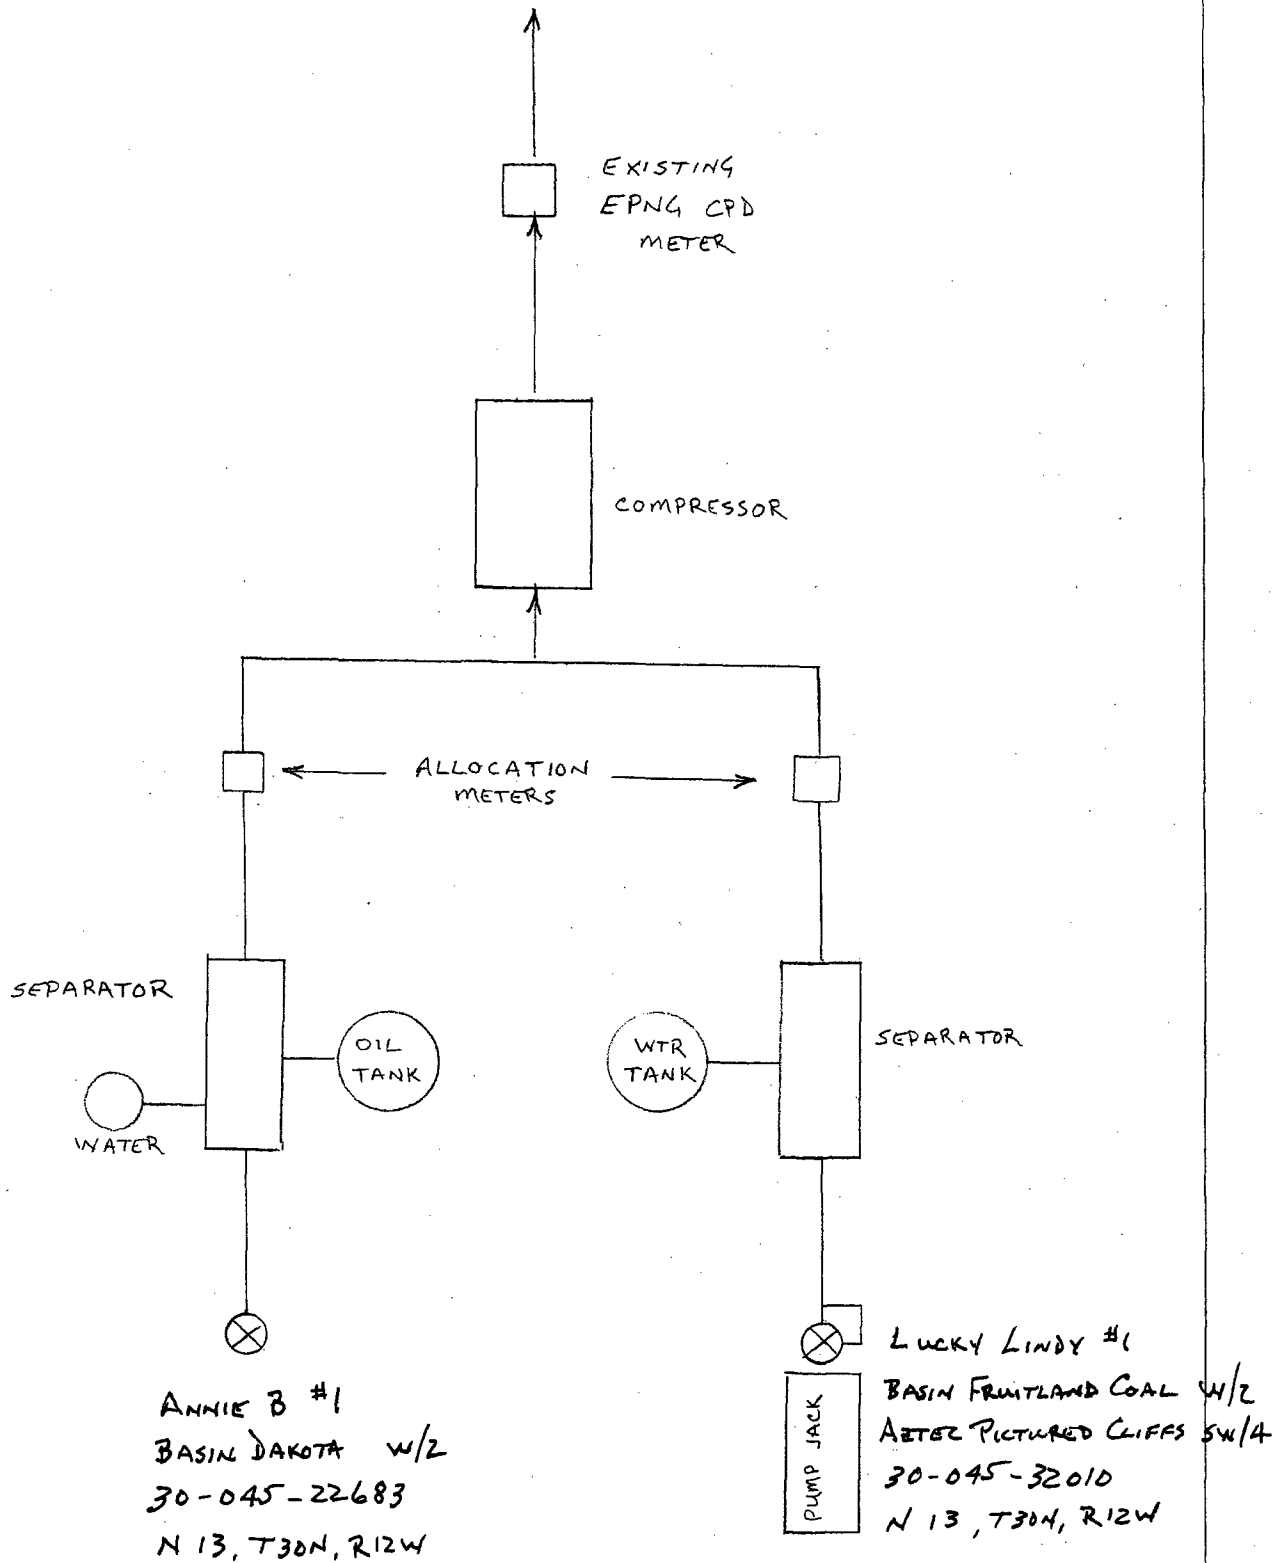 EXISTING
EPNG CPD
METER
COMPRESSOR
ALLOCATION
METERS
SEPARATOR
OIL
TANK
WATER
WTR
TANK
SEPARATOR
ANNIE B #1
BASIN DAKOTA W/2
30-045-22683
N 13, T30N, R12W
PUMP JACK
LUCKY LINDY #1
BASIN FRUITLAND COAL W/2
AZTEC PICTURED CLIFFS SW/4
30-045-32010
N 13, T30N, R12W